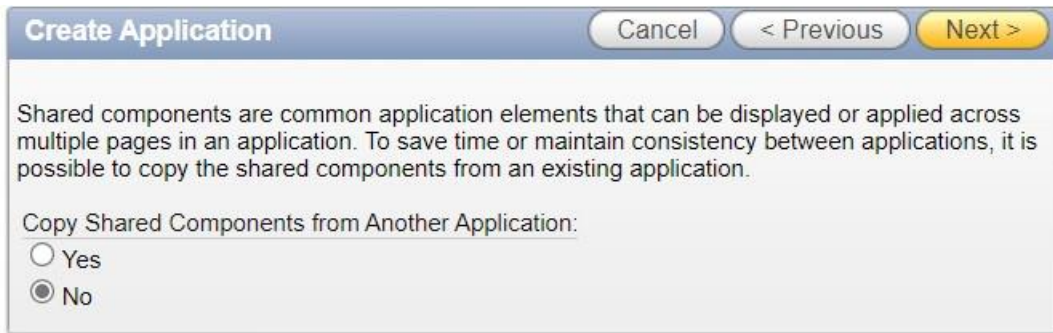 Create Application
Cancel
< Previous
Next >
Shared components are common application elements that can be displayed or applied across
multiple pages in an application. To save time or maintain consistency between applications, it is
possible to copy the shared components from an existing application.
Copy Shared Components from Another Application:
Yes
No